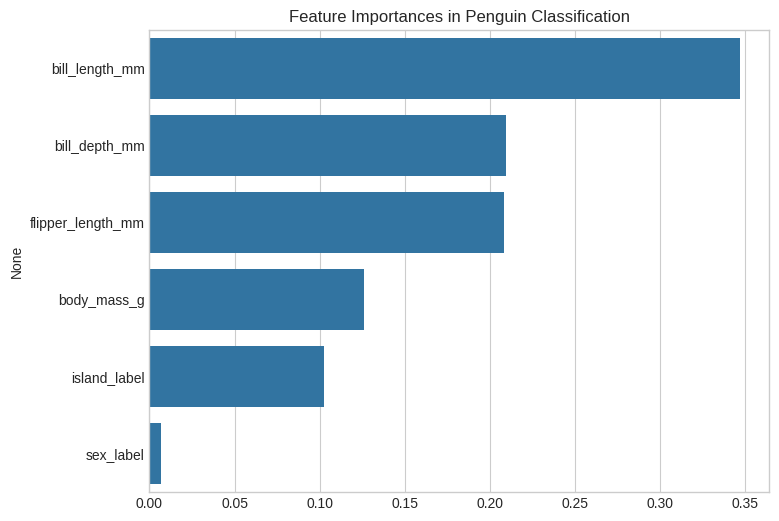 Feature Importances in Penguin Classification
bill_length_mm
bill_depth_mm
flipper_length_mm
None
body_mass_g
island_label
sex_label
0.00 0.05 0.10 0.15 0.20 0.25 0.30 0.35